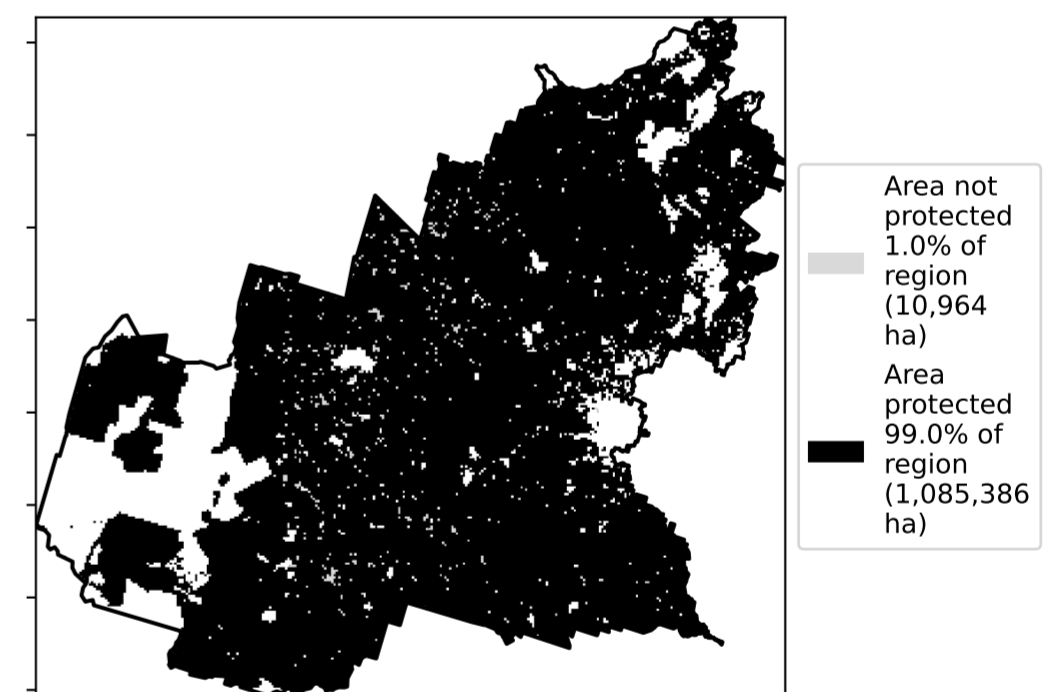 Area not
protected
1.0% of
region
(10,964
ha)
Area
protected
99.0% of
region
(1,085,386
ha)